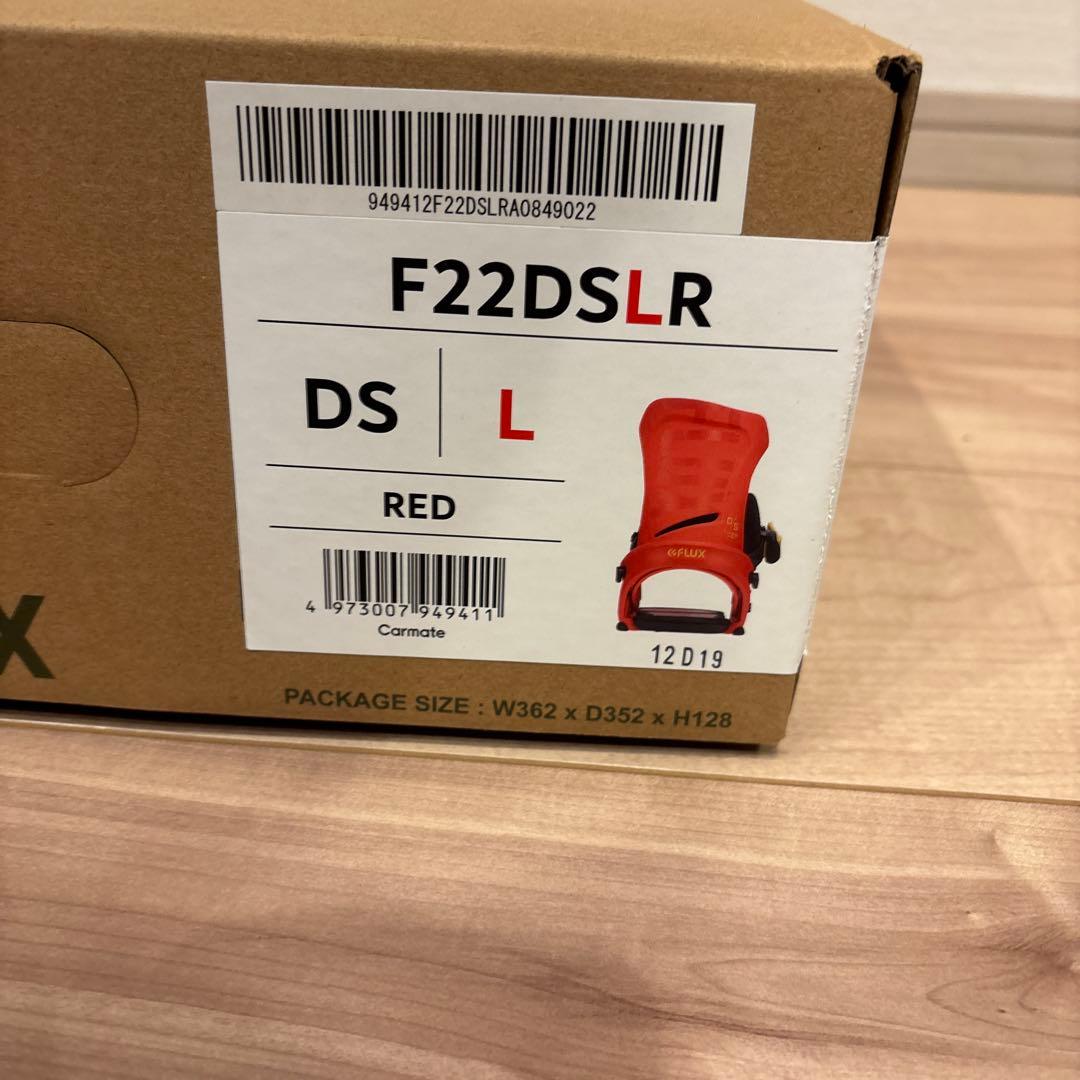 949412F22DSLRA0849022
F22DSLR
DS L
RED
FLUX
4 973007 949411
Carmate
12D19
X
PACKAGE SIZE : W362 x D352 x H128